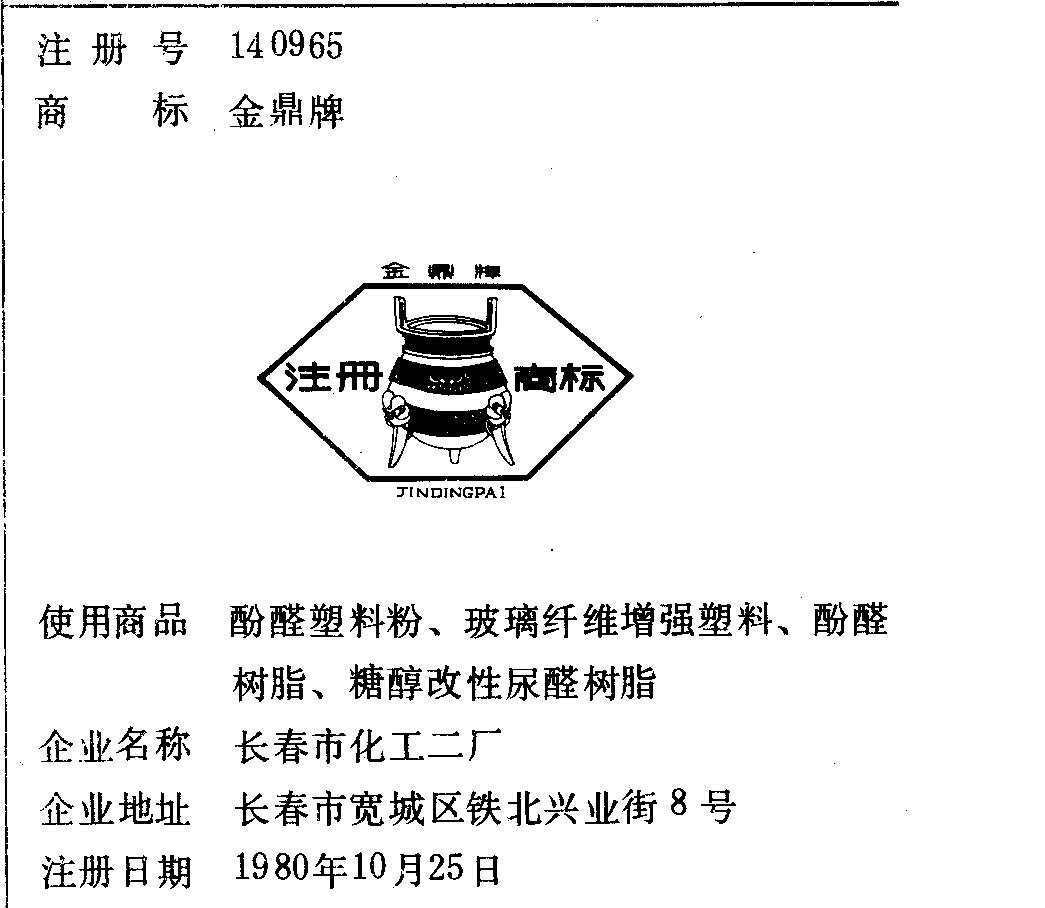 注册号 140965
商标 金鼎牌
金鼎牌
注册商标
JINDINGPAI
使用商品 酚醛塑料粉、玻璃纤维增强塑料、酚醛
树脂、糖醇改性尿醛树脂
企业名称 长春市化工二厂
企业地址 长春市宽城区铁北兴业街8号
注册日期 1980年10月25日